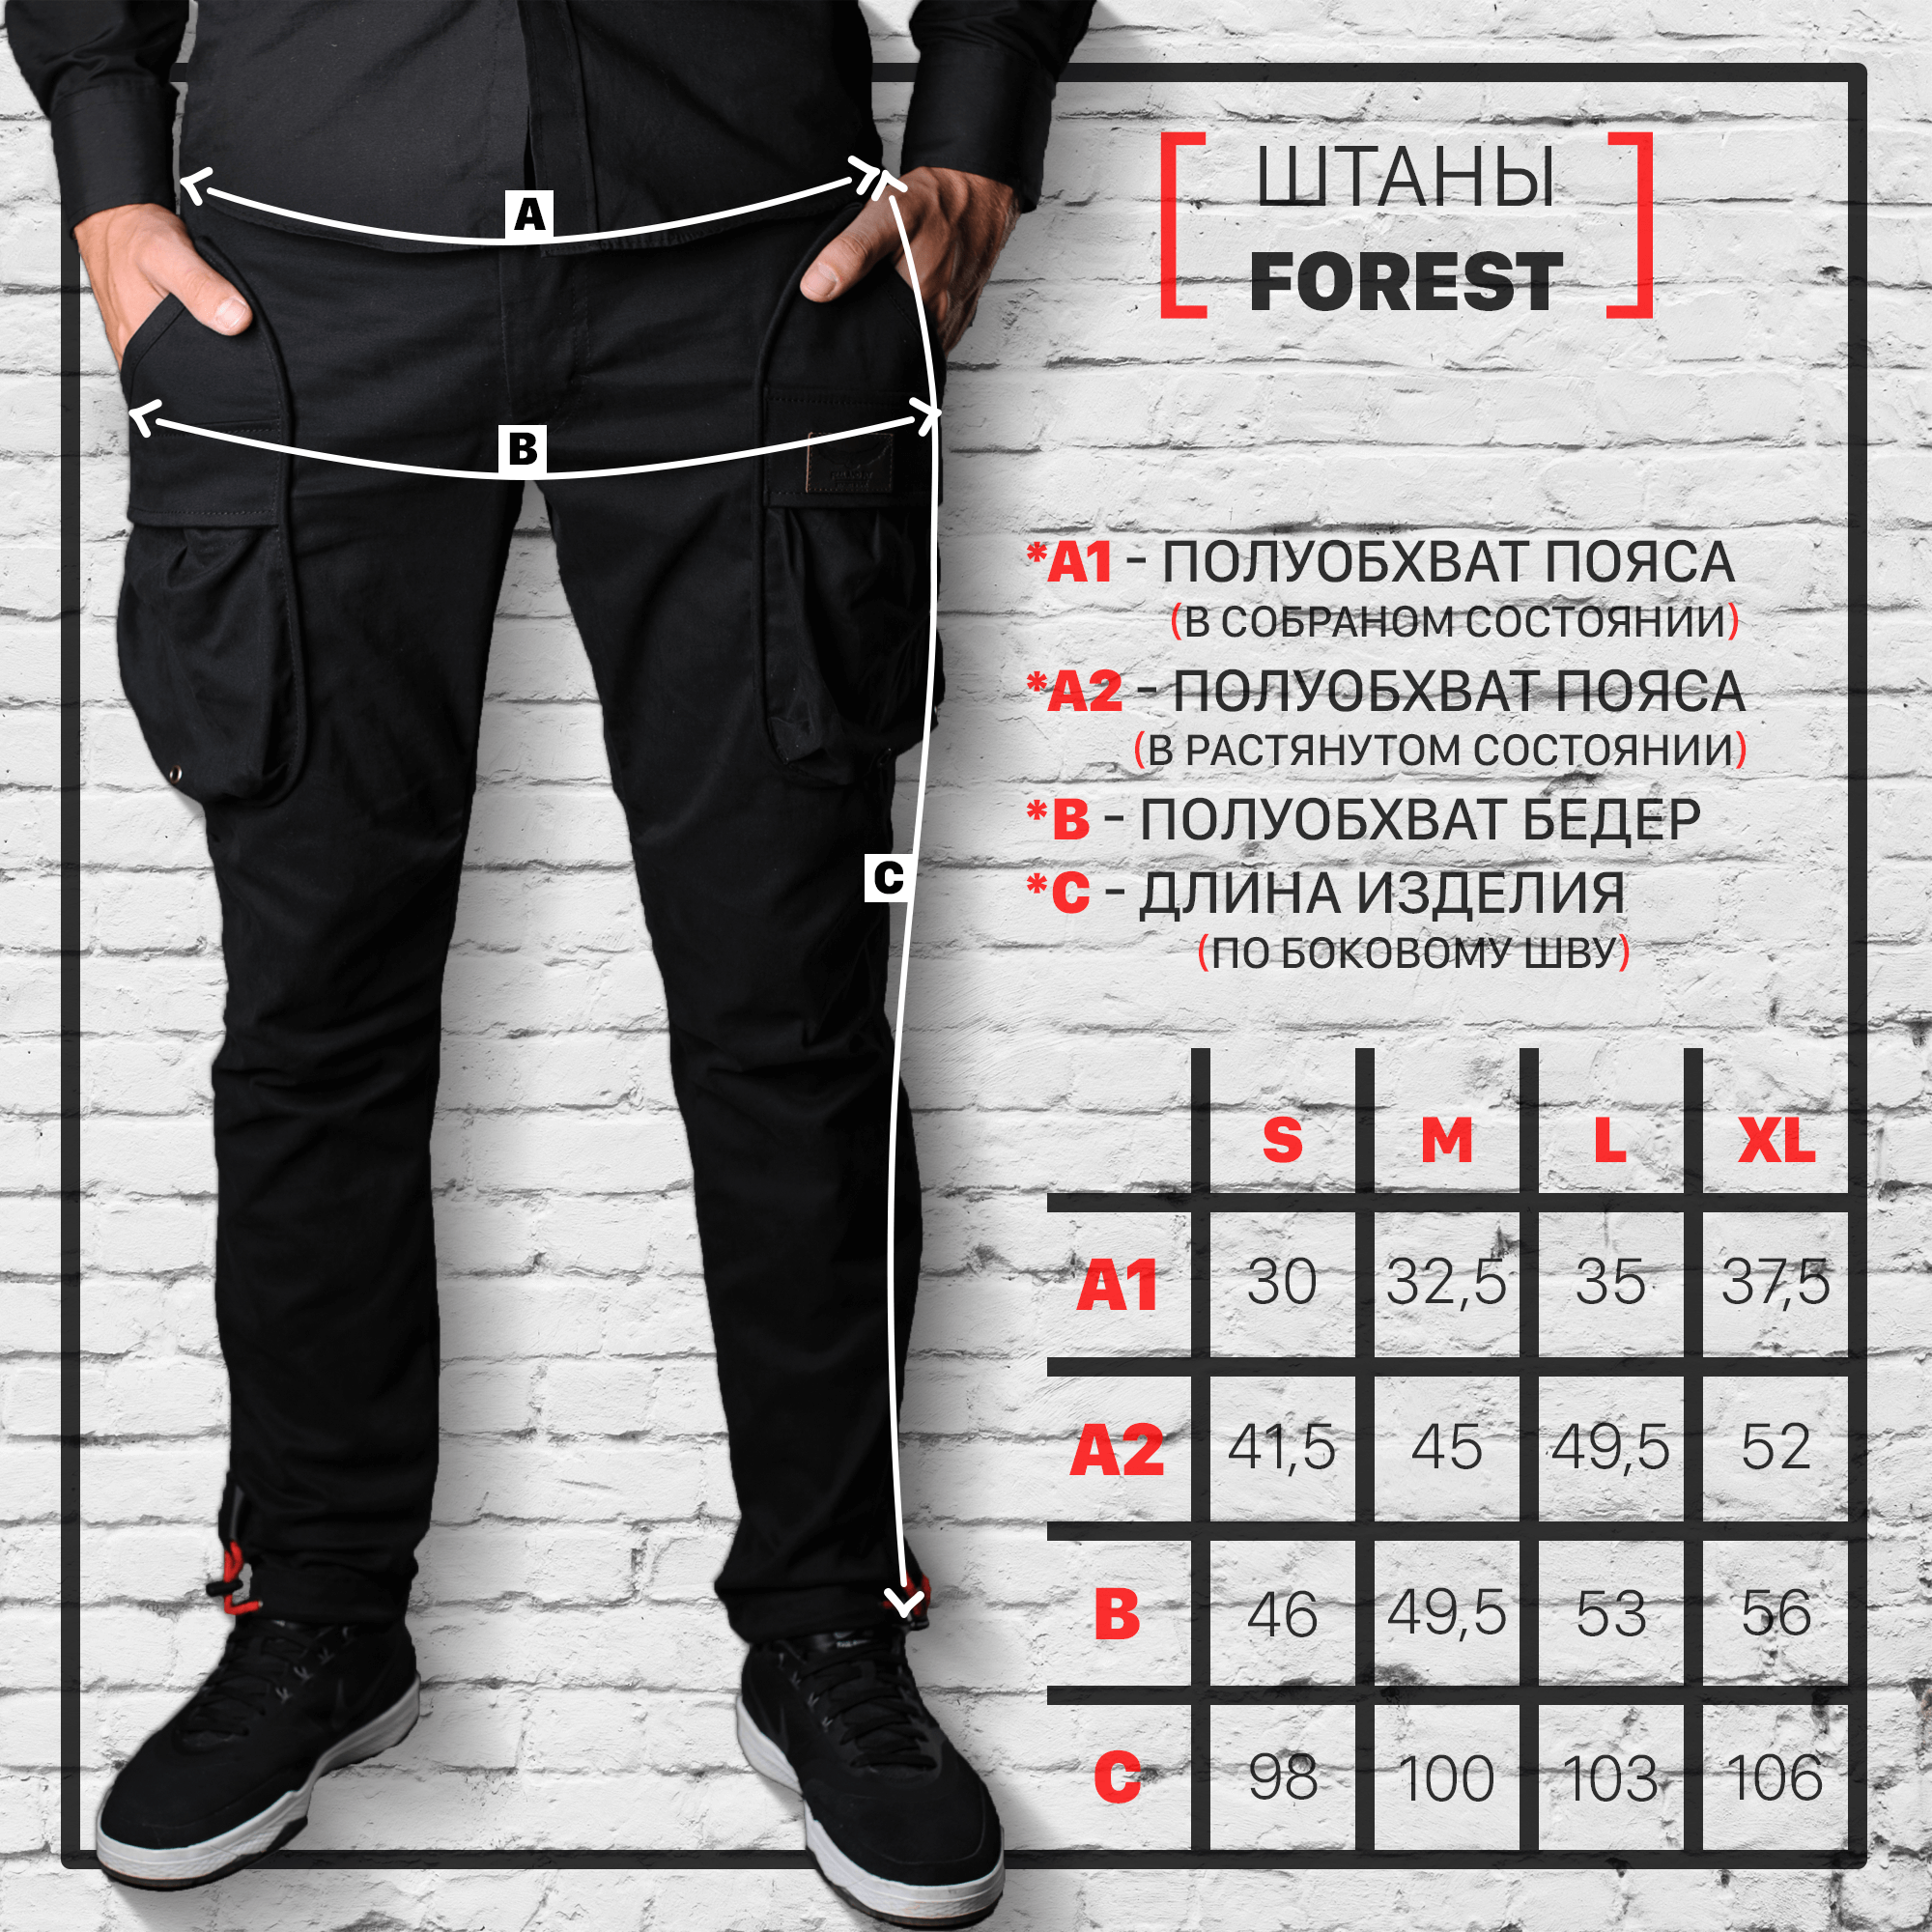 ШТАНЫ
FOREST
A
B
C
*A1 - ПОЛУОБХВАТ ПОЯСА
(В СОБРАНОМ СОСТОЯНИИ)
*A2 - ПОЛУОБХВАТ ПОЯСА
(В РАСТЯНУТОМ СОСТОЯНИИ)
*B - ПОЛУОБХВАТ БЕДЕР
*C - ДЛИНА ИЗДЕЛИЯ
(ПО БОКОВОМУ ШВУ)
S M L XL
A1 30 32,5 35 37,5
A2 41,5 45 49,5 52
B 46 49,5 53 56
C 98 100 103 106